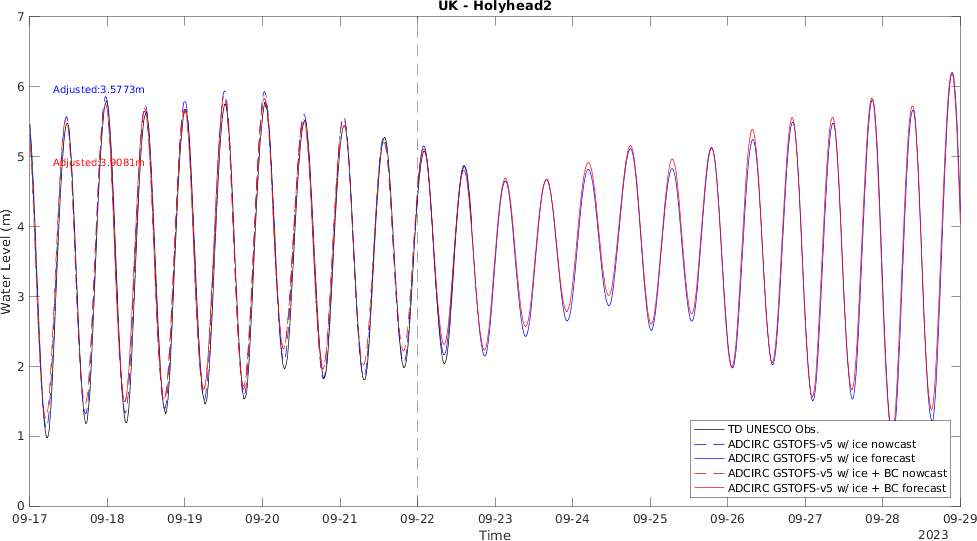 UK - Holyhead2
7
6
5
4
3
2
1
0
Water Level (m)
Adjusted:3.5773m
Adjusted:3.9081m
TD UNESCO Obs.
ADCIRC GSTOFS-v5 w/ ice nowcast
ADCIRC GSTOFS-v5 w/ ice forecast
ADCIRC GSTOFS-v5 w/ ice + BC nowcast
ADCIRC GSTOFS-v5 w/ ice + BC forecast
09-17 09-18 09-19 09-20 09-21 09-22 09-23 09-24 09-25 09-26 09-27 09-28 09-29
Time
2023